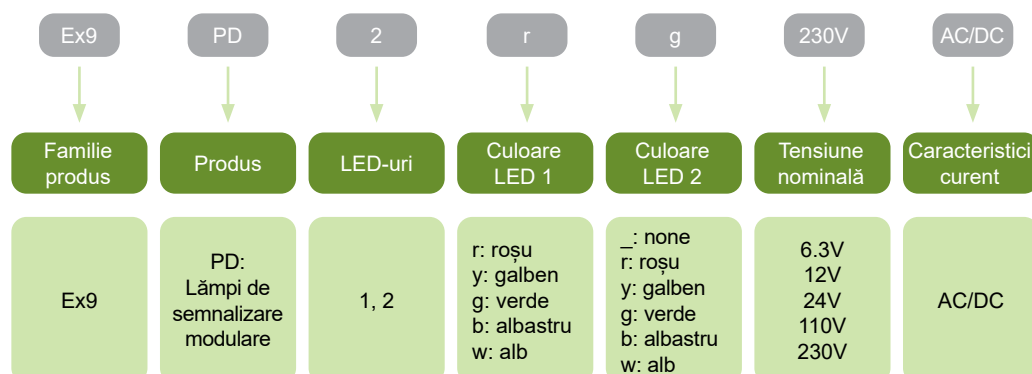 Ex9 PD 2 r g 230V AC/DC
Familie
produs
Produs
LED-uri
Culoare
LED 1
Culoare
LED 2
Tensiune
nominală
Caracteristici
curent
Ex9
PD:
Lămpi de
semnalizare
modulare
1, 2
r: roșu
y: galben
g: verde
b: albastru
w: alb
_: none
r: roșu
y: galben
g: verde
b: albastru
w: alb
6.3V
12V
24V
110V
230V
AC/DC